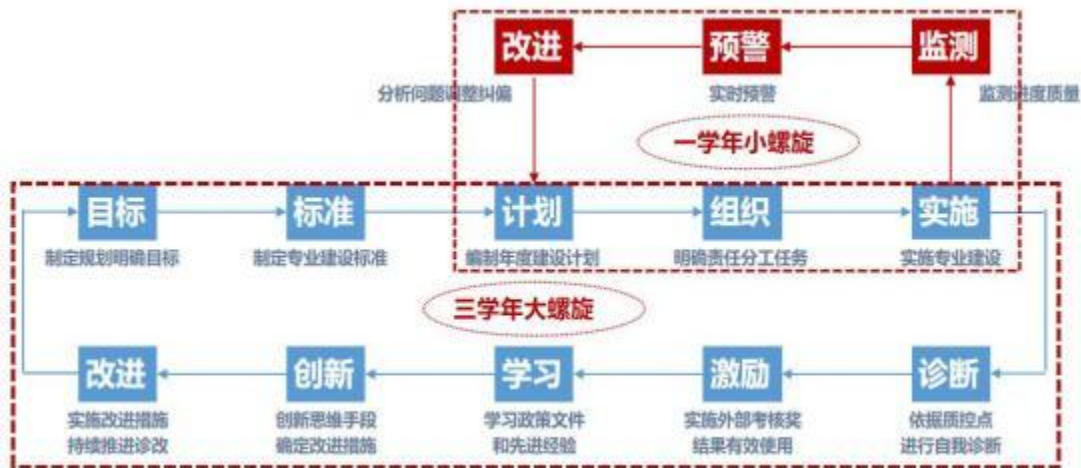 改进
预警
监测
分析问题调整纠偏
实时预警
监测进度质量
一学年小螺旋
目标
标准
计划
组织
实施
制定规划明确目标
制定专业建设标准
编制年度建设计划
明确责任分工任务
实施专业建设
三学年大螺旋
改进
创新
学习
激励
诊断
实施改进措施
持续推进诊改
创新思维手段
确定改进措施
学习政策文件
和先进经验
实施外部考核奖
结果有效使用
依据质控点
进行自我诊断